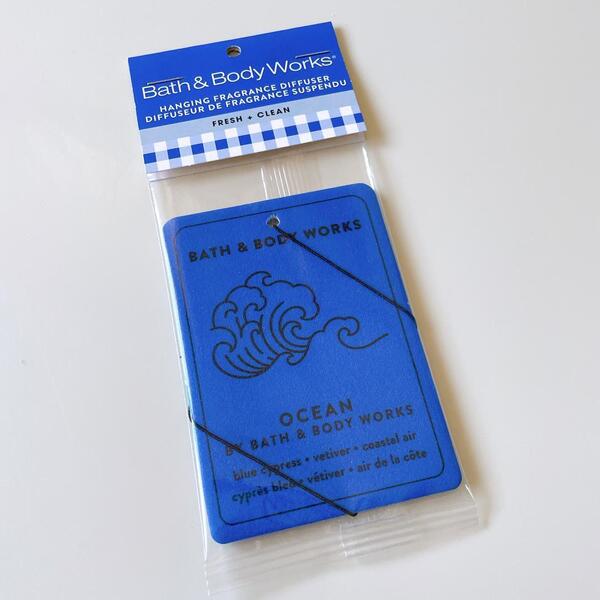 Bath & Body Works®
HANGING FRAGRANCE DIFFUSER
DIFFUSEUR DE FRAGRANCE SUSPENDU
FRESH + CLEAN
BATH & BODY WORKS
OCEAN
BY BATH & BODY WORKS
blue cypress • vetiver • coastal air
cyprès bleu • vétiver • air de la côte